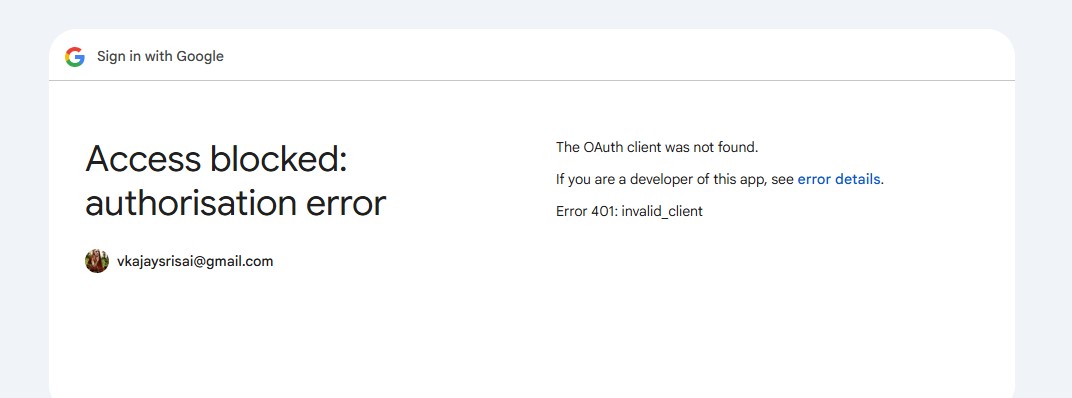 Sign in with Google
Access blocked:
authorisation error
vkajaysrisai@gmail.com
The OAuth client was not found.
If you are a developer of this app, see error details.
Error 401: invalid_client